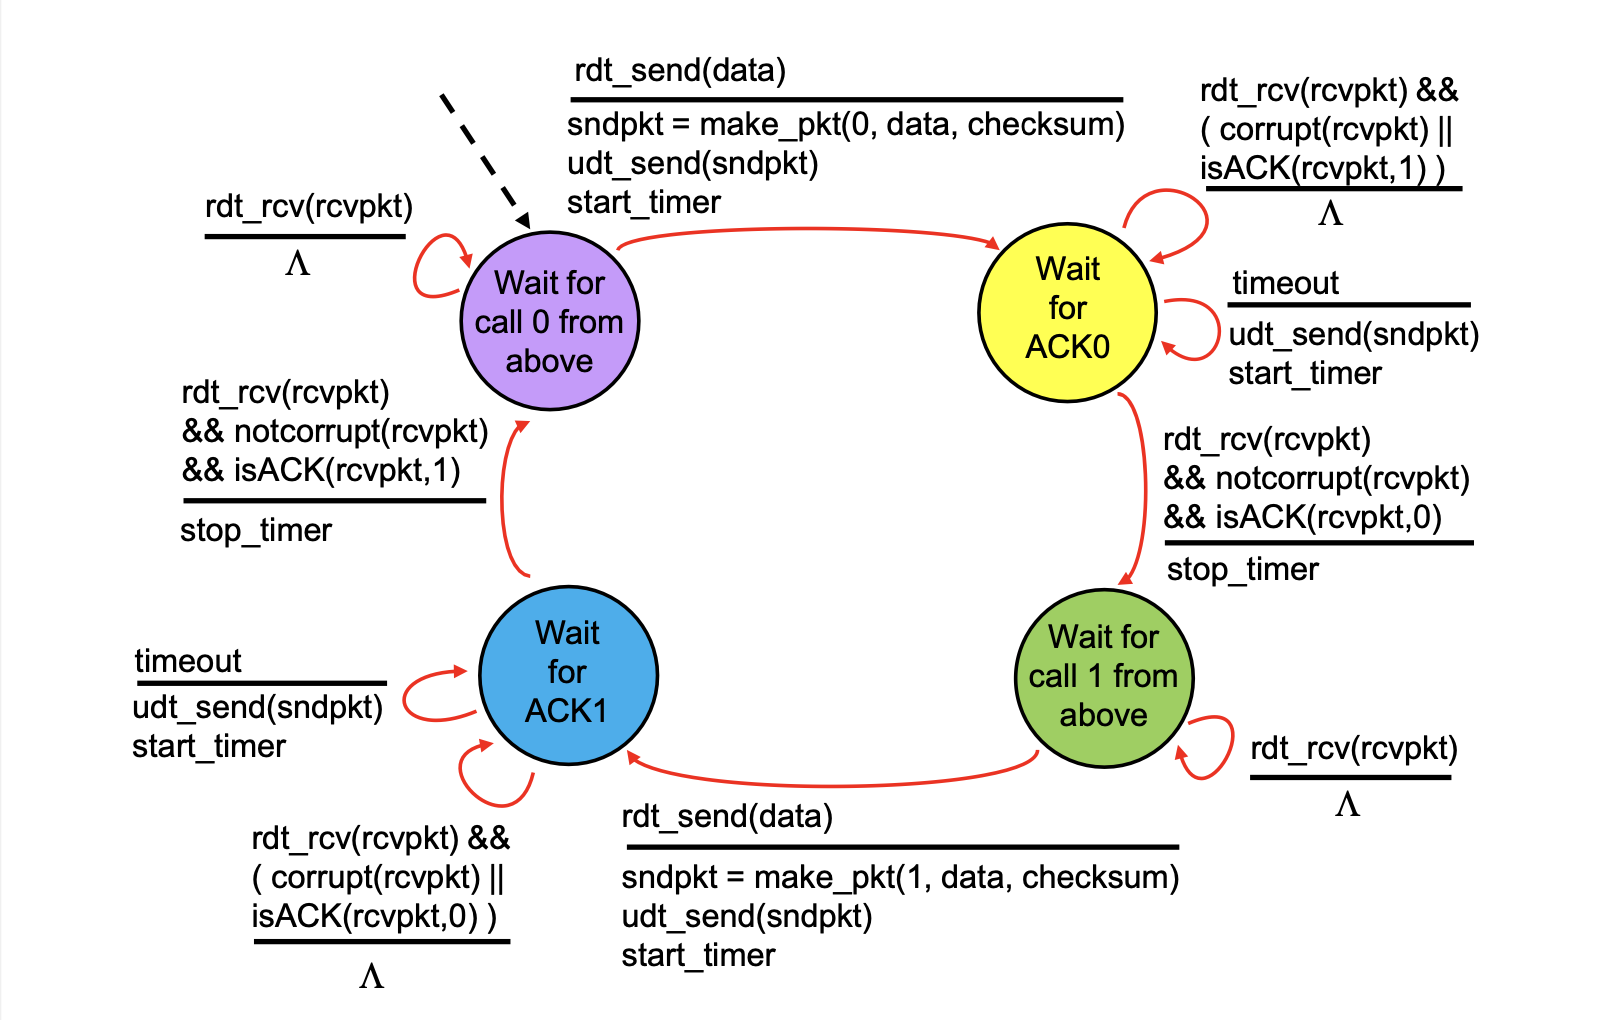 rdt_send(data)
sndpkt = make_pkt(0, data, checksum)
udt_send(sndpkt)
start_timer
rdt_rcv(rcvpkt) &&
( corrupt(rcvpkt) ||
isACK(rcvpkt,1) )
Λ
rdt_rcv(rcvpkt)
Λ
Wait for
call 0 from
above
Wait
for
ACK0
timeout
udt_send(sndpkt)
start_timer
rdt_rcv(rcvpkt)
&& notcorrupt(rcvpkt)
&& isACK(rcvpkt,1)
stop_timer
rdt_rcv(rcvpkt)
&& notcorrupt(rcvpkt)
&& isACK(rcvpkt,0)
stop_timer
Wait
for
ACK1
Wait for
call 1 from
above
timeout
udt_send(sndpkt)
start_timer
rdt_rcv(rcvpkt)
Λ
rdt_rcv(rcvpkt) &&
( corrupt(rcvpkt) ||
isACK(rcvpkt,0) )
Λ
rdt_send(data)
sndpkt = make_pkt(1, data, checksum)
udt_send(sndpkt)
start_timer